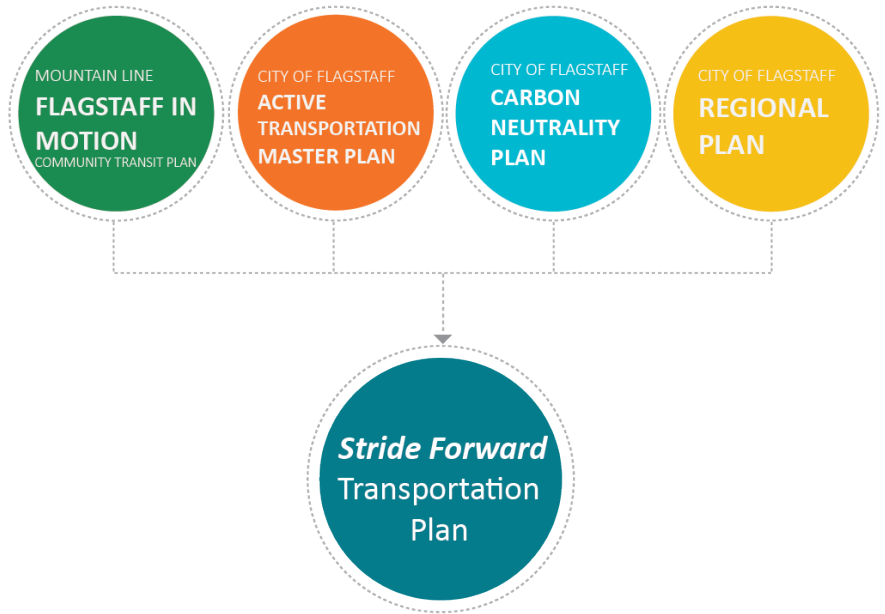 MOUNTAIN LINE
FLAGSTAFF IN
MOTION
COMMUNITY TRANSIT PLAN
CITY OF FLAGSTAFF
ACTIVE
TRANSPORTATION
MASTER PLAN
CITY OF FLAGSTAFF
CARBON
NEUTRALITY
PLAN
CITY OF FLAGSTAFF
REGIONAL
PLAN
Stride Forward
Transportation
Plan